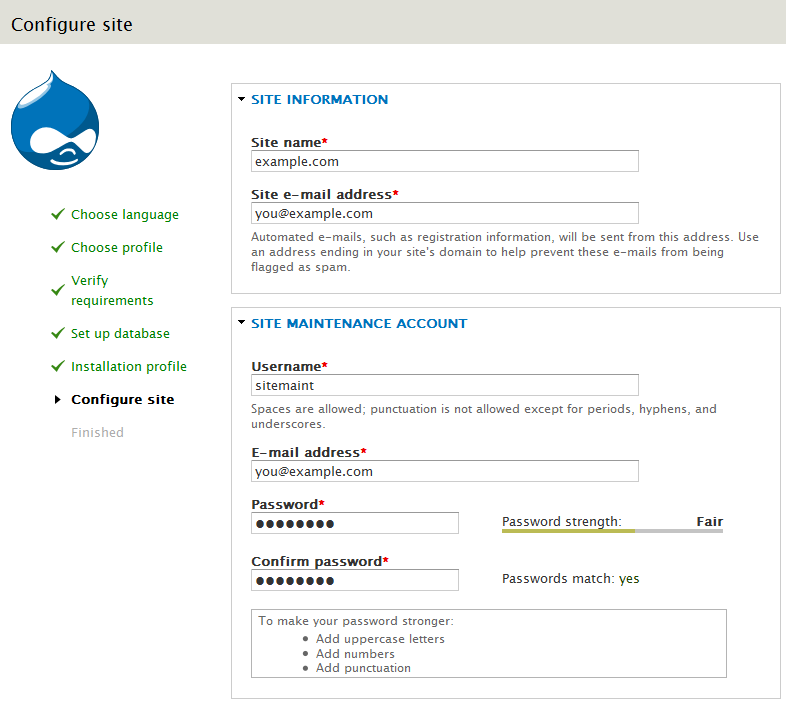 Configure site
Choose language
Choose profile
Verify
requirements
Set up database
Installation profile
Configure site
Finished
SITE INFORMATION
Site name*
example.com
Site e-mail address*
you@example.com
Automated e-mails, such as registration information, will be sent from this address. Use
an address ending in your site's domain to help prevent these e-mails from being
flagged as spam.
SITE MAINTENANCE ACCOUNT
Username*
sitemaint
Spaces are allowed; punctuation is not allowed except for periods, hyphens, and
underscores.
E-mail address*
you@example.com
Password*
●●●●●●●●
Password strength: Fair
Confirm password*
●●●●●●●●
Passwords match: yes
To make your password stronger:
• Add uppercase letters
• Add numbers
• Add punctuation